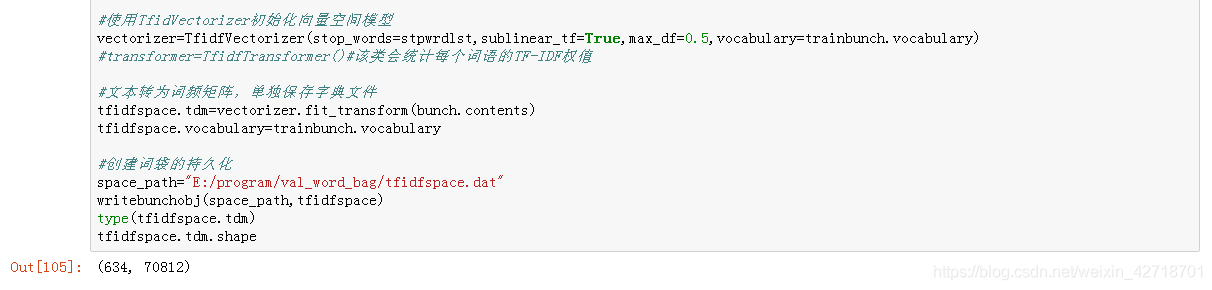 #使用TfidVectorizer初始化向量空间模型
vectorizer=TfidfVectorizer(stop_words=stpwrdlst,sublinear_tf=True,max_df=0.5,vocabulary=trainbunch.vocabulary)
#transformer=TfidfTransformer()#该类会统计每个词语的TF-IDF权值
#文本转为词频矩阵，单独保存字典文件
tfidfspace.tdm=vectorizer.fit_transform(bunch.contents)
tfidfspace.vocabulary=trainbunch.vocabulary
#创建词袋的持久化
space_path="E:/program/val_word_bag/tfidfspace.dat"
writebunchobj(space_path,tfidfspace)
type(tfidfspace.tdm)
tfidfspace.tdm.shape
Out[105]: (634, 70812)
https://blog.csdn.net/weixin_42718701